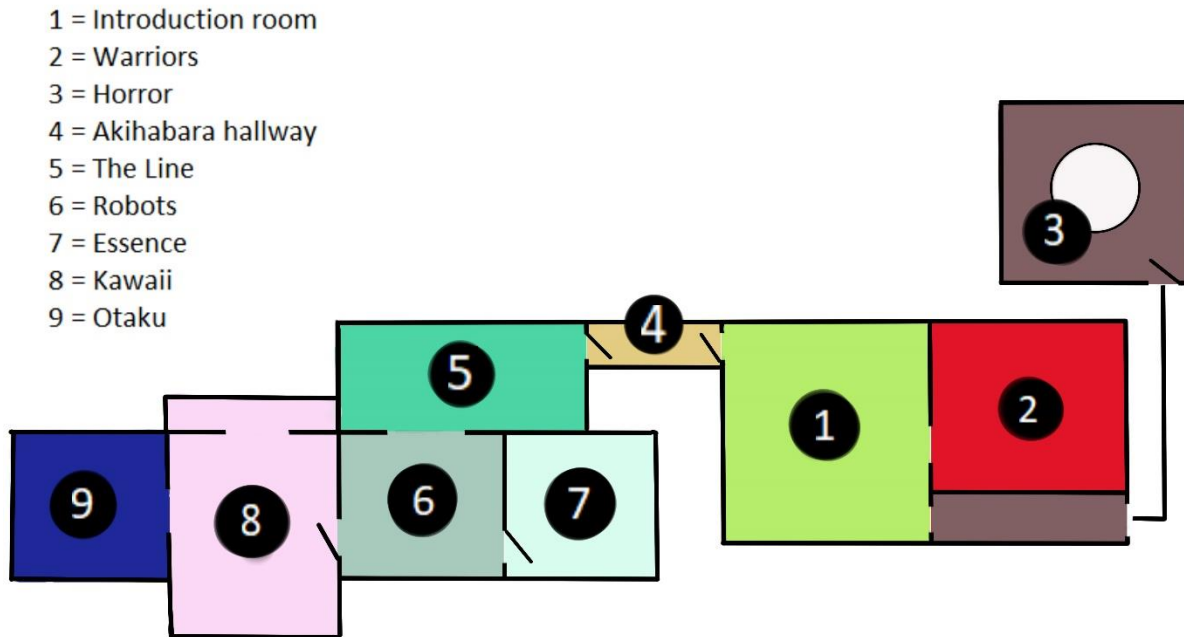 1 = Introduction room
2 = Warriors
3 = Horror
4 = Akihabara hallway
5 = The Line
6 = Robots
7 = Essence
8 = Kawaii
9 = Otaku
3
4
5
1
2
9
8
6
7